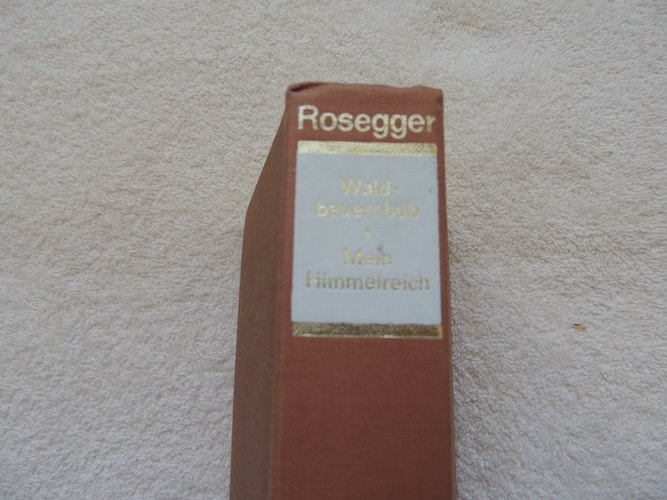 Rosegger
Wald-
bauernbub
•
Mein
Himmelreich